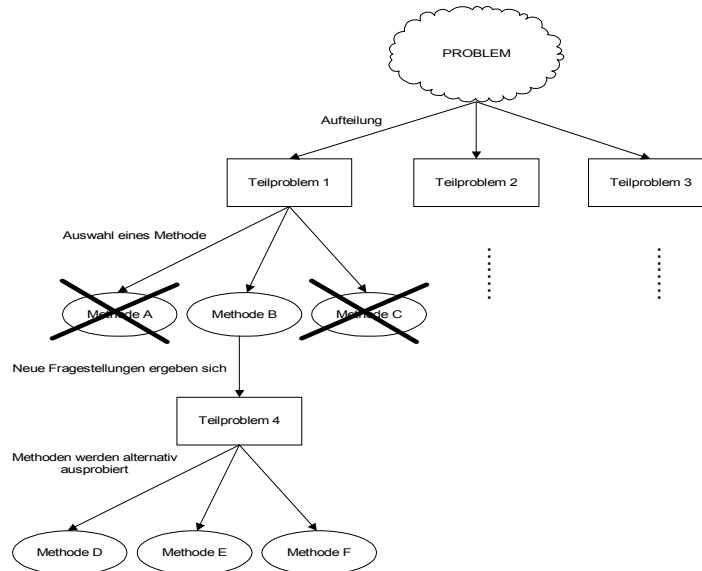 PROBLEM
Aufteilung
Teilproblem 1
Teilproblem 2
Teilproblem 3
Auswahl eines Methode
Methode A
Methode B
Methode C
Neue Fragestellungen ergeben sich
Teilproblem 4
Methoden werden alternativ
ausprobiert
Methode D
Methode E
Methode F